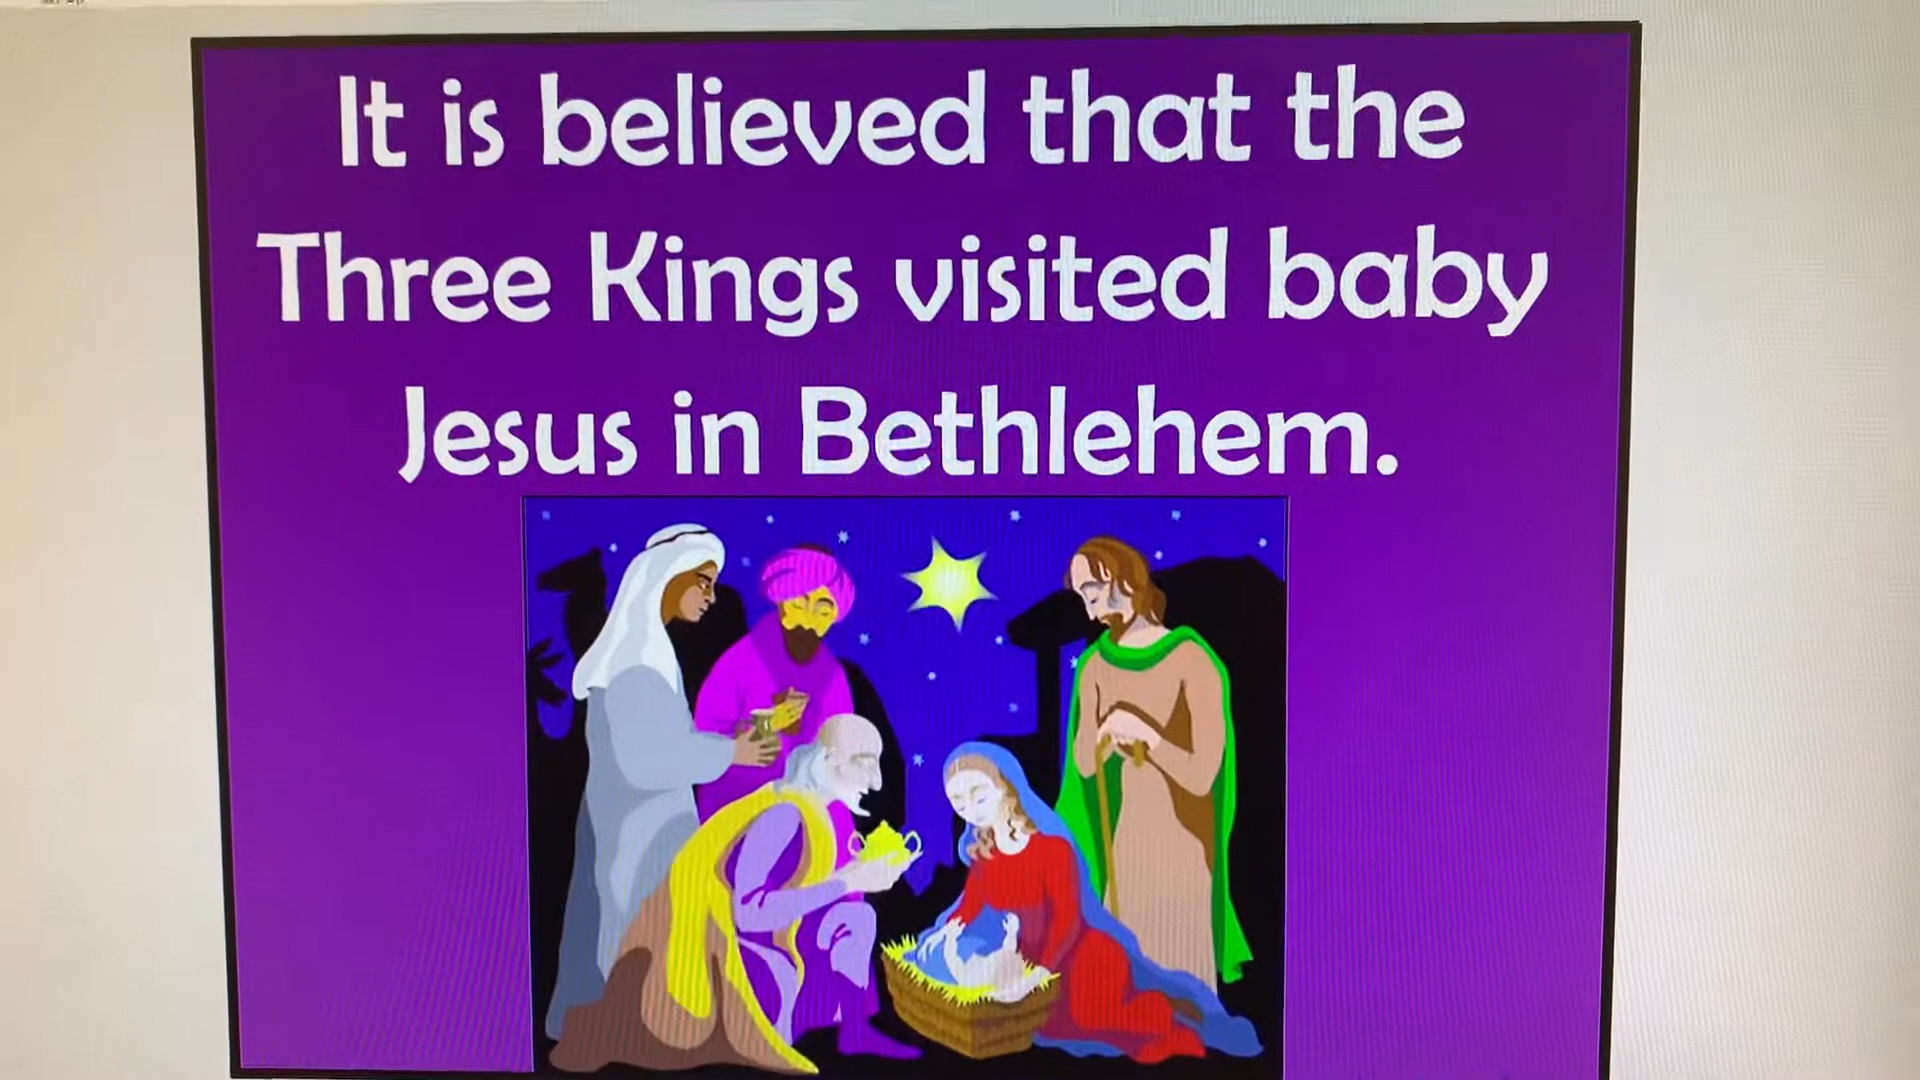 It is believed that the
Three Kings visited baby
Jesus in Bethlehem.